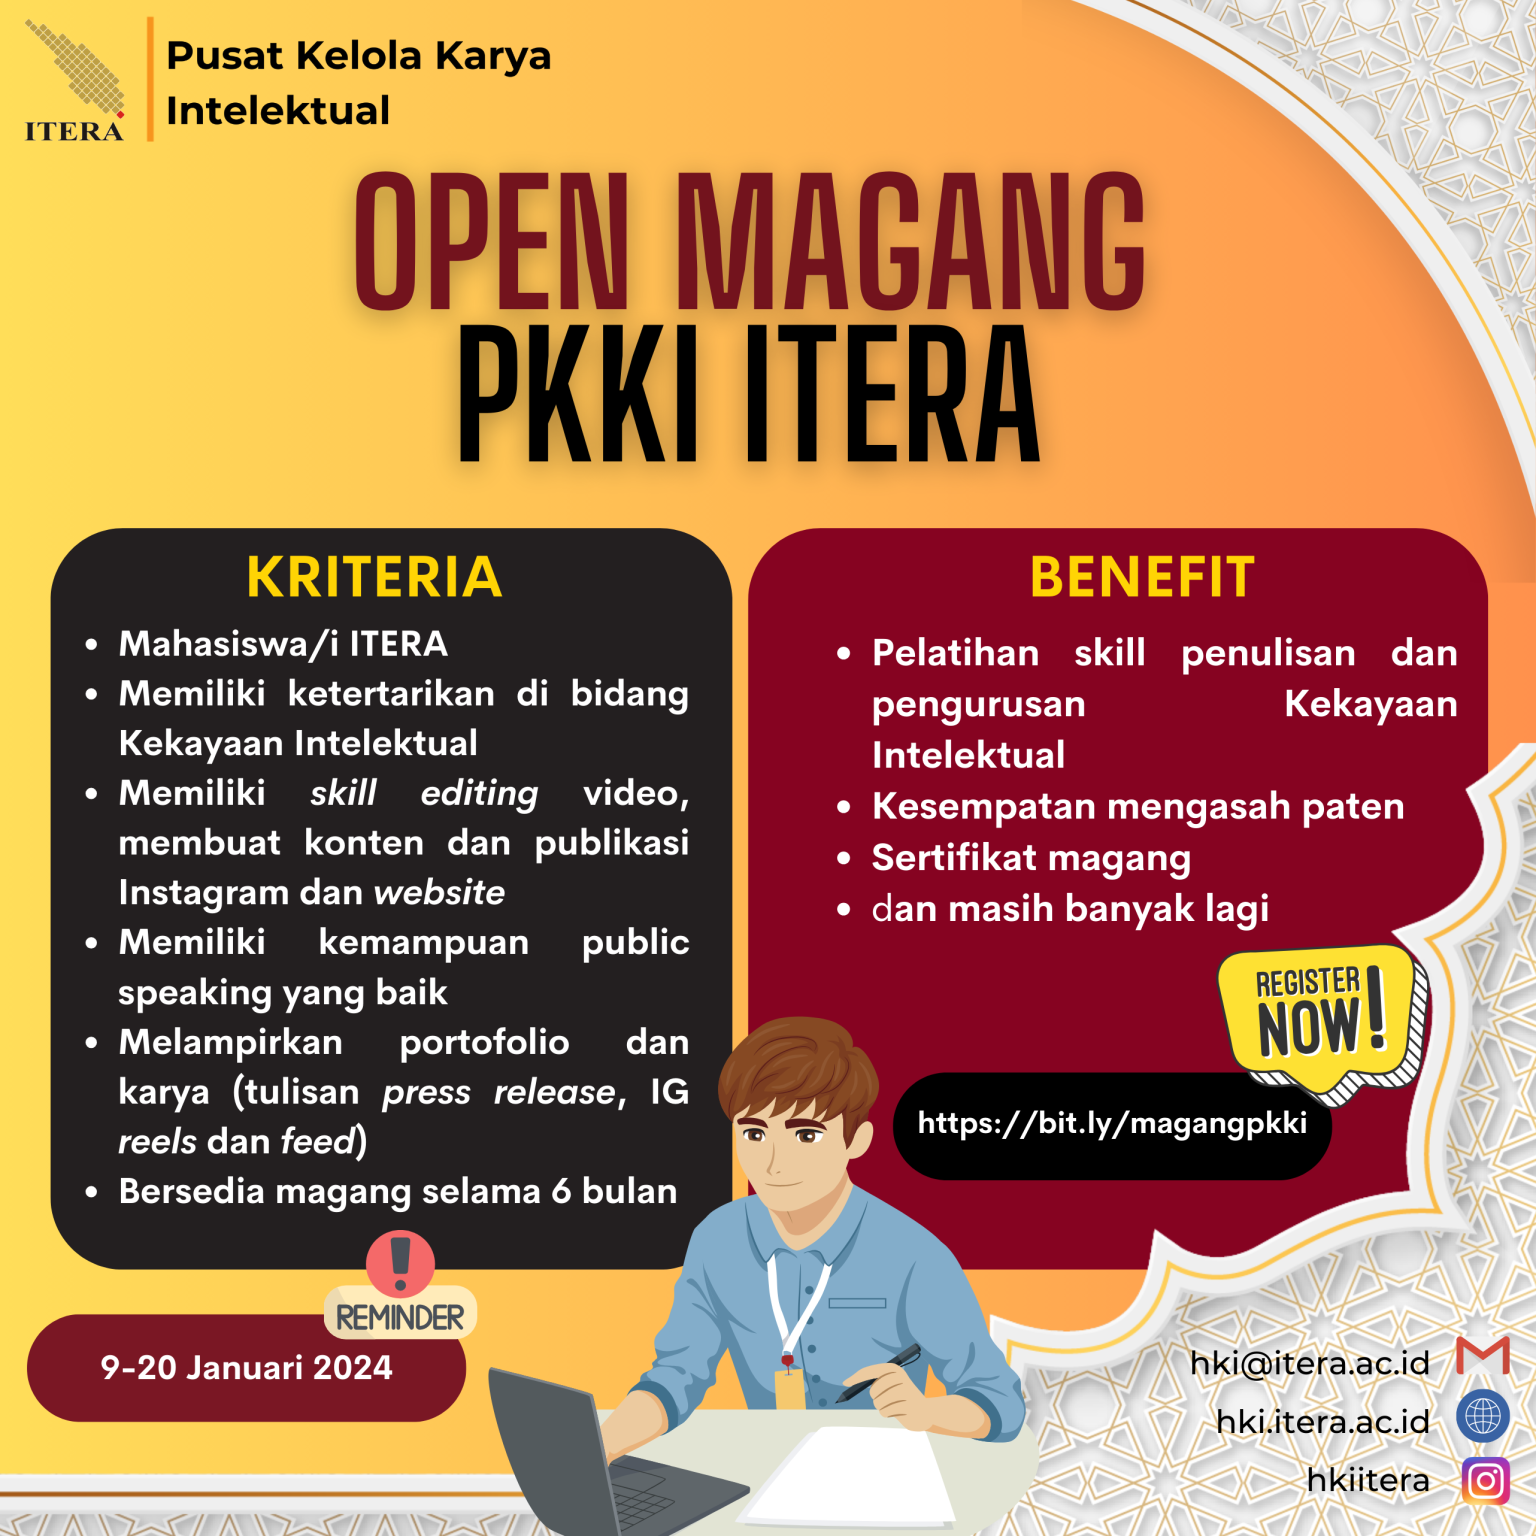 ITERA
Pusat Kelola Karya
Intelektual
OPEN MAGANG
PKKI ITERA
KRITERIA
• Mahasiswa/i ITERA
• Memiliki ketertarikan di bidang
Kekayaan Intelektual
• Memiliki skill editing video,
membuat konten dan publikasi
Instagram dan website
• Memiliki kemampuan public
speaking yang baik
• Melampirkan portofolio dan
karya (tulisan press release, IG
reels dan feed)
• Bersedia magang selama 6 bulan
BENEFIT
• Pelatihan skill penulisan dan
pengurusan Kekayaan
Intelektual
• Kesempatan mengasah paten
• Sertifikat magang
• dan masih banyak lagi
REGISTER
NOW!
https://bit.ly/magangpkki
REMINDER
9-20 Januari 2024
hki@itera.ac.id
hki.itera.ac.id
hkiitera